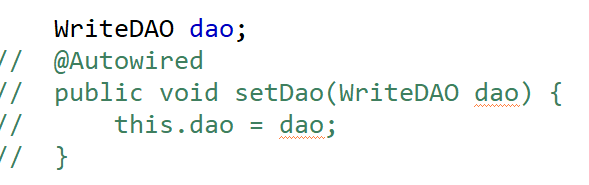 WriteDAO dao;
// @Autowired
// public void setDao(WriteDAO dao) {
//     this.dao = dao;
// }